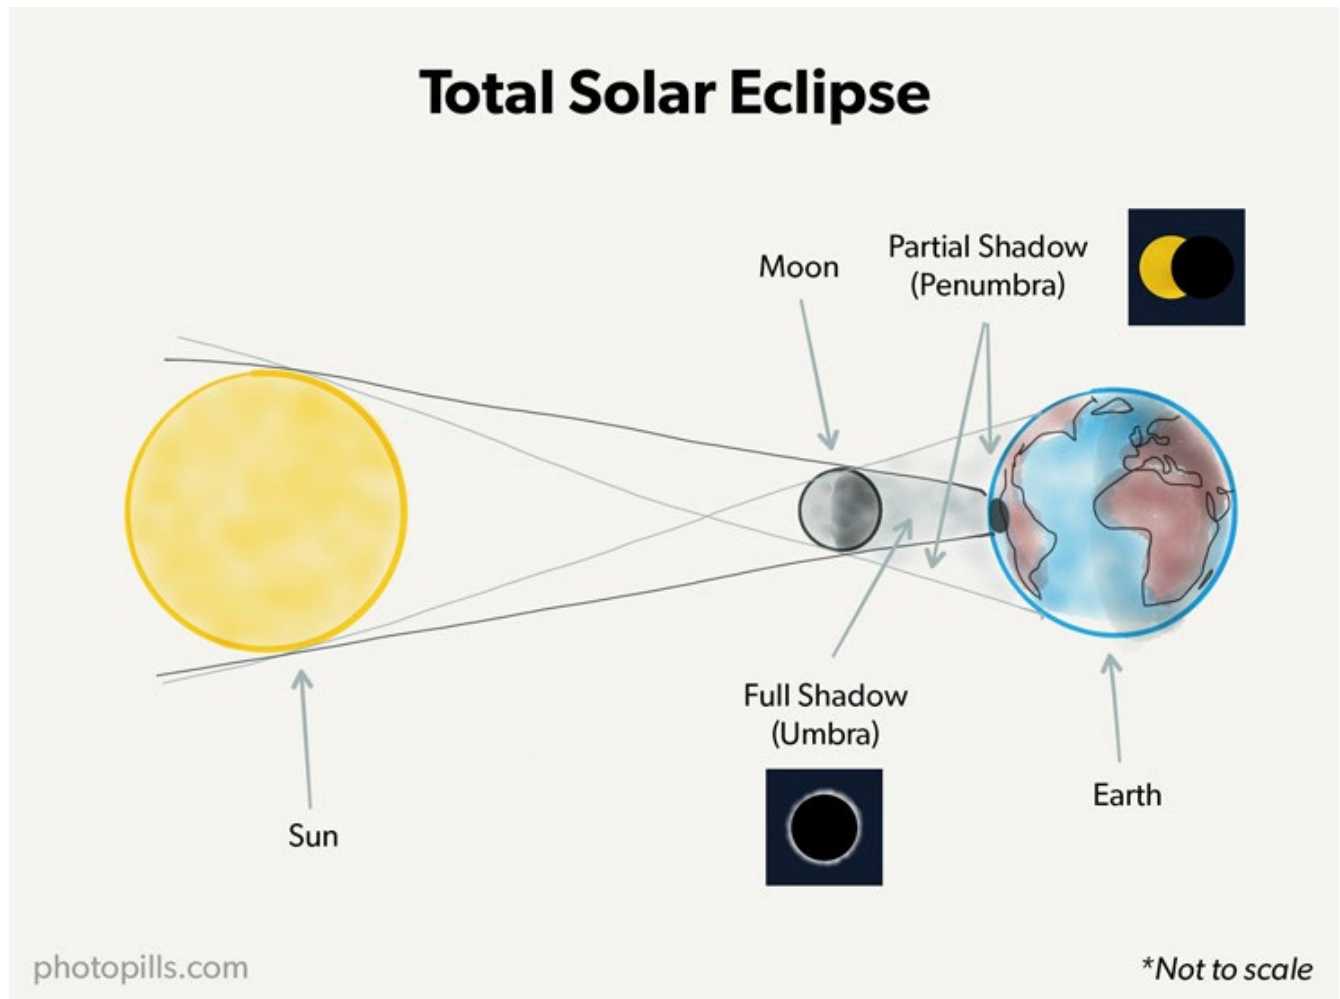 Total Solar Eclipse
Moon
Partial Shadow
(Penumbra)
Full Shadow
(Umbra)
Sun
Earth
photopills.com
*Not to scale